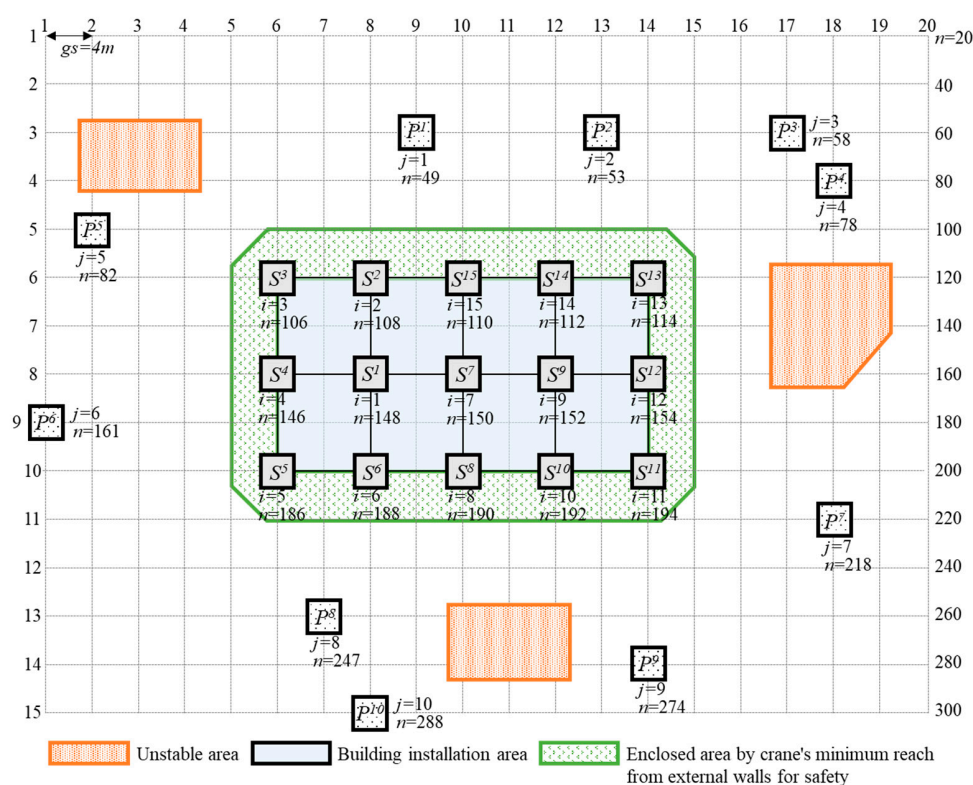 1 2 3 4 5 6 7 8 9 10 11 12 13 14 15 16 17 18 19 20
n=20
gs=4m
2 40
3 P1 P2 P3 j=3 60
n=58
j=1 j=2
n=49 n=53
4 P4 80
j=4
n=78
5 P5 100
j=5
n=82
6 S3 S2 S15 S14 S13 120
i=3 i=2 i=15 i=14 i=13
n=106 n=108 n=110 n=112 n=114
7 140
8 S4 S1 S7 S9 S12 160
i=4 i=1 i=7 i=9 i=12
n=146 n=148 n=150 n=152 n=154
9 P6 j=6 180
n=161
10 S5 S6 S8 S10 S11 200
i=5 i=6 i=8 i=10 i=11
n=186 n=188 n=190 n=192 n=194
11 P7 220
j=7
n=218
12 240
13 P8 260
j=8
n=247
14 P9 280
j=9
n=274
15 P10 j=10 300
n=288
Unstable area Building installation area Enclosed area by crane's minimum reach
from external walls for safety